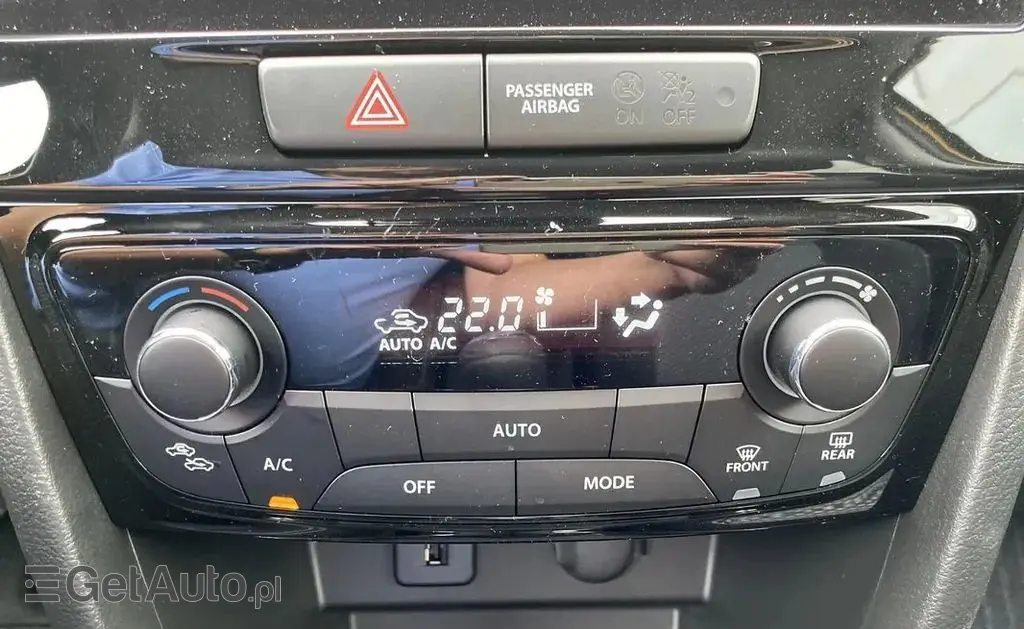 PASSENGER
AIRBAG
ON OFF
22.0
AUTO A/C
AUTO
A/C
OFF
MODE
FRONT
REAR
GetAuto.pl